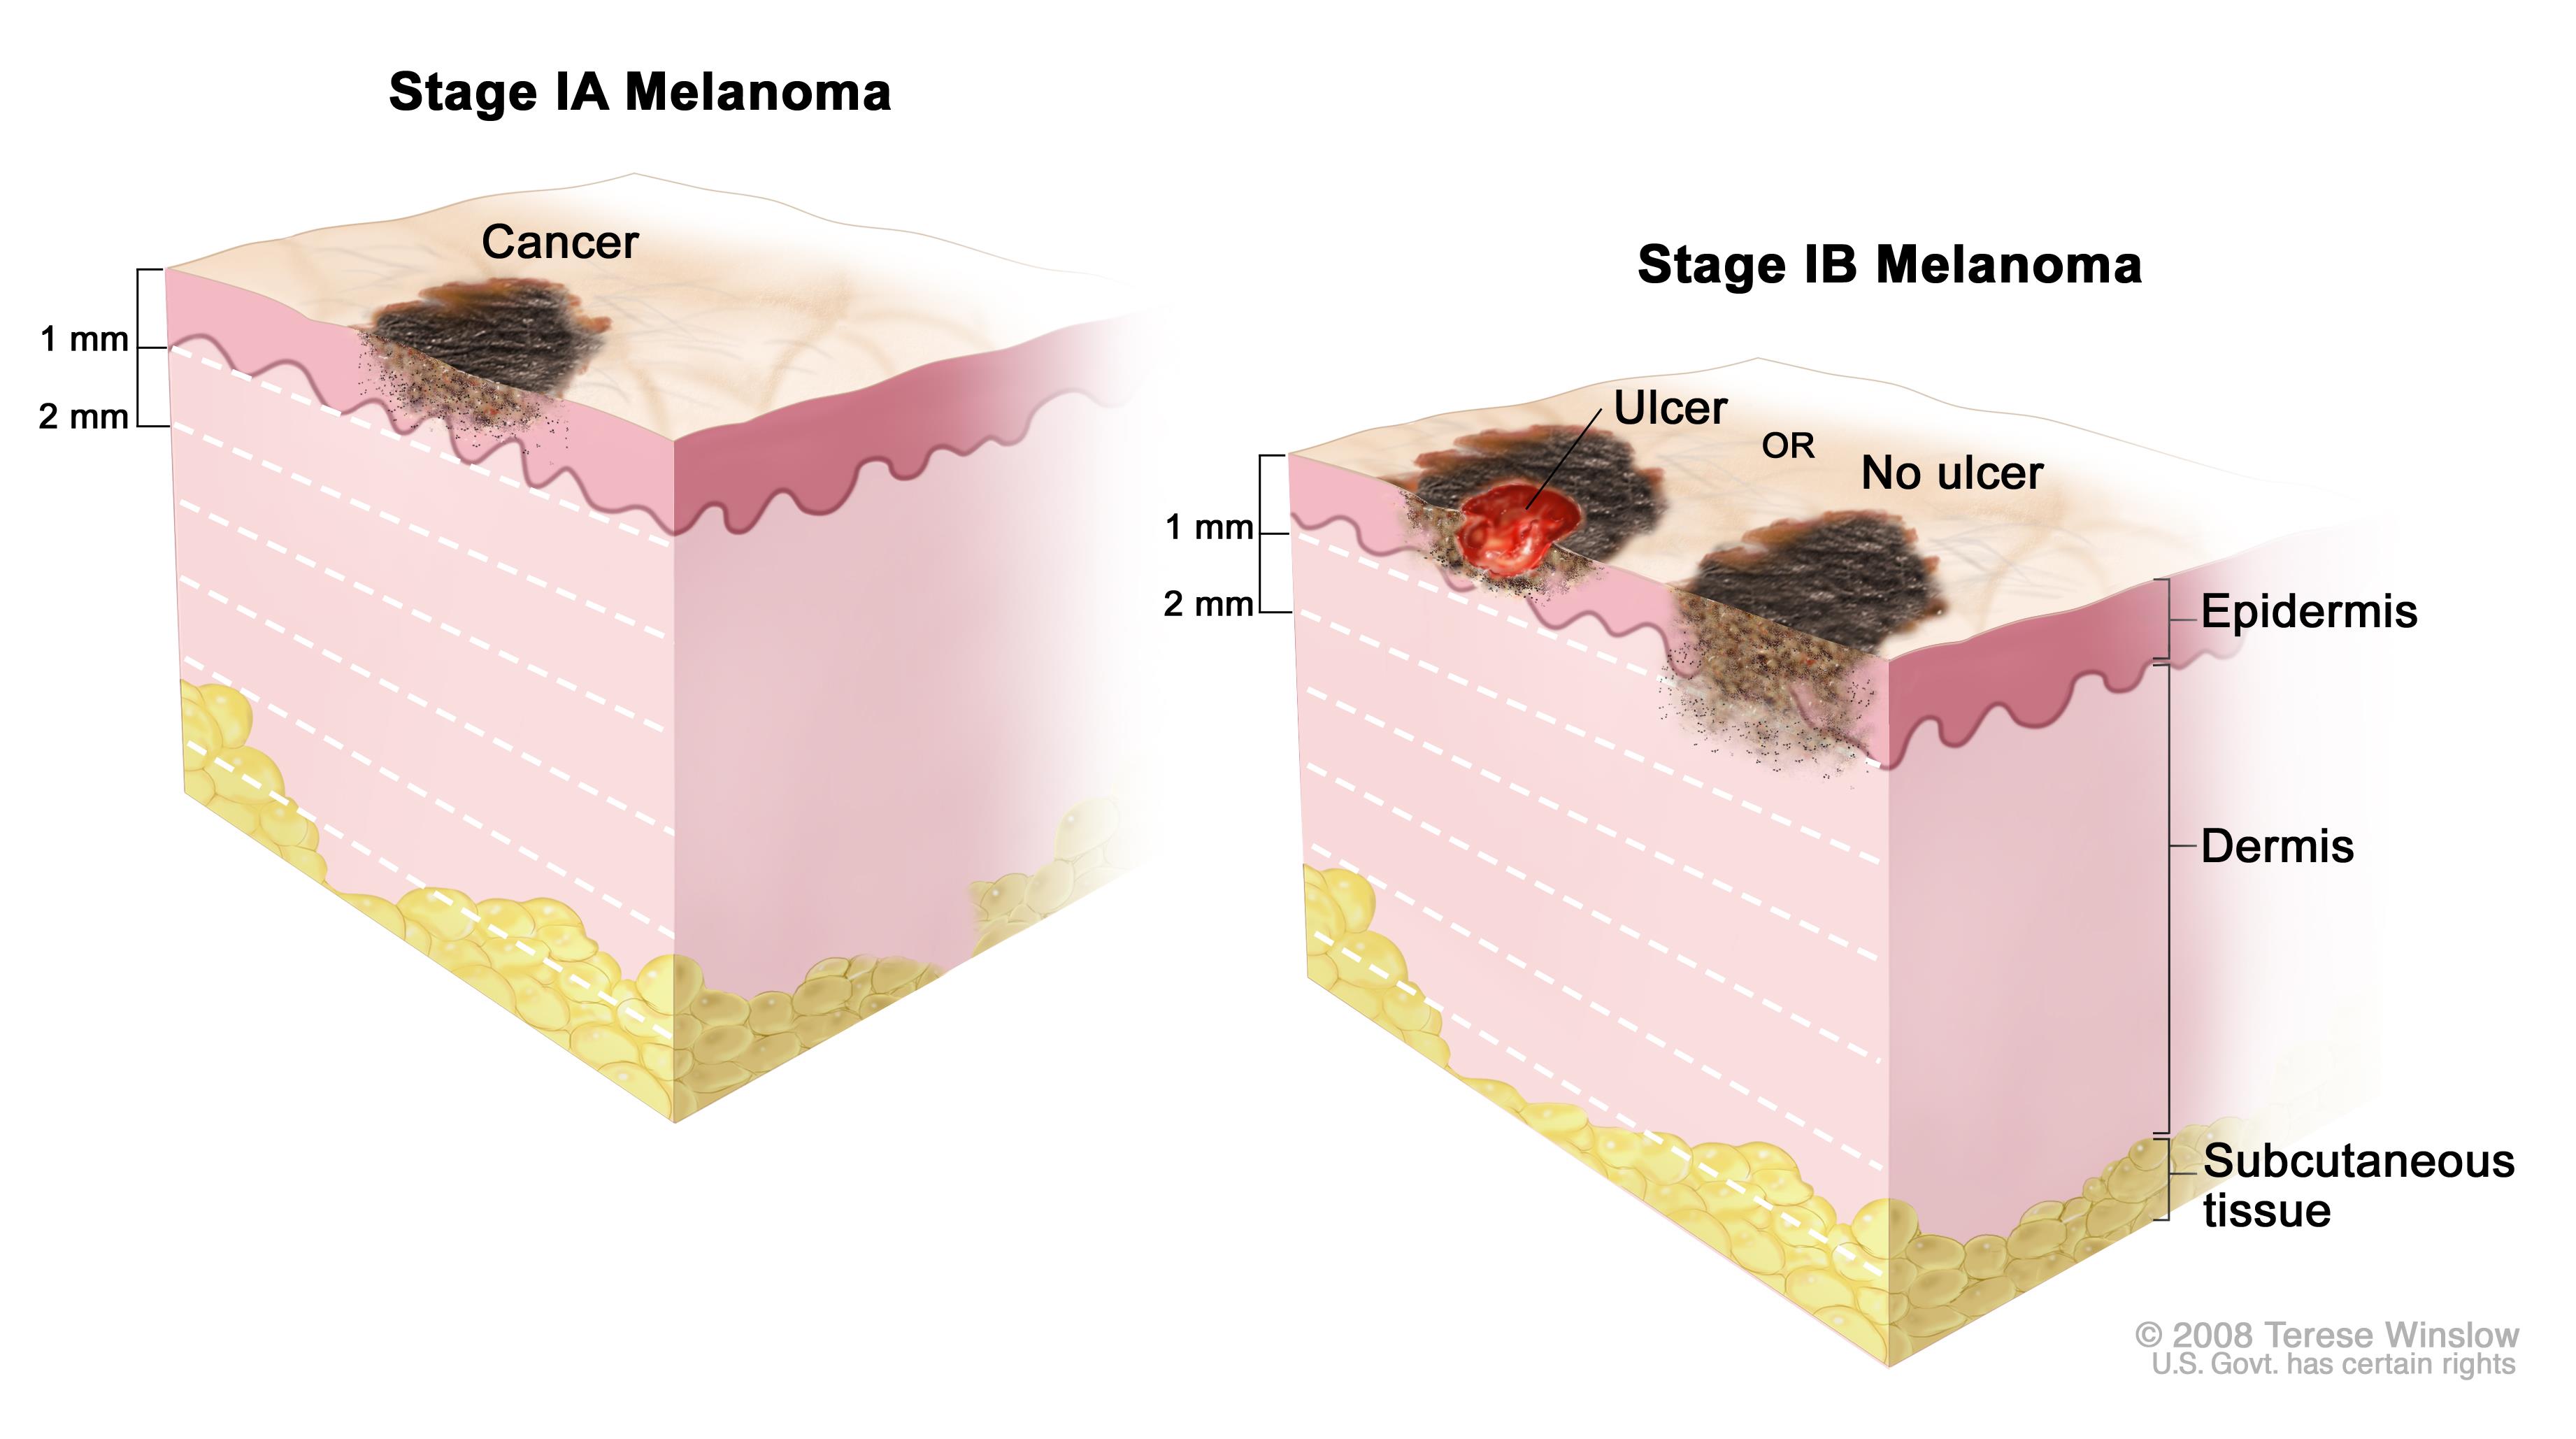 Stage IA Melanoma
Cancer
1 mm
2 mm
Stage IB Melanoma
Ulcer
OR
No ulcer
1 mm
2 mm
Epidermis
Dermis
Subcutaneous
tissue
© 2008 Terese Winslow
U.S. Govt. has certain rights